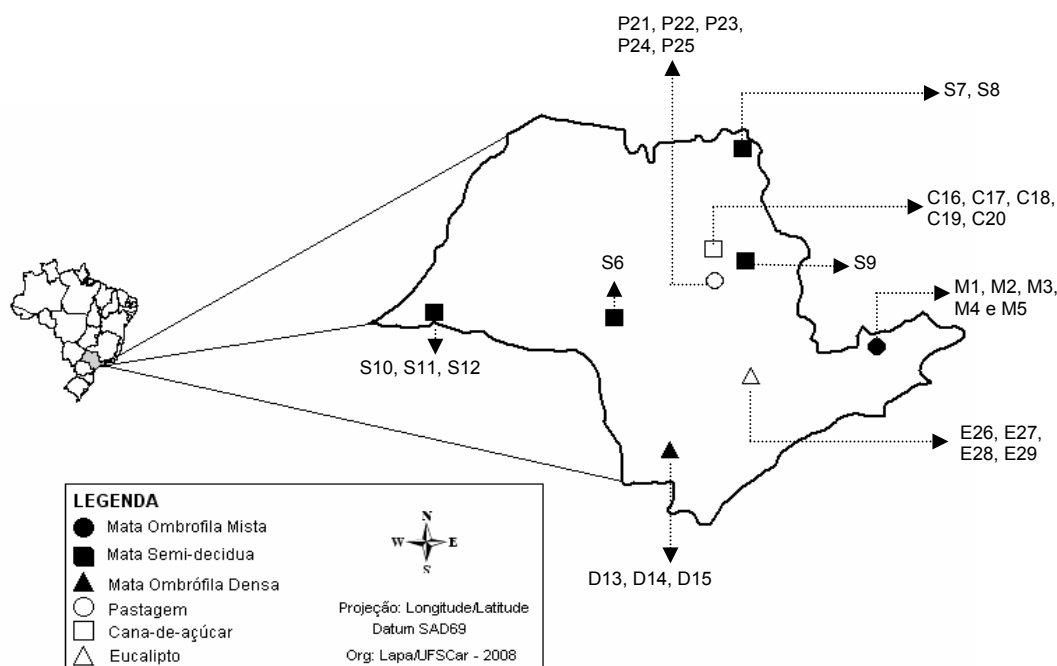 P21, P22, P23,
P24, P25
S7, S8
C16, C17, C18,
C19, C20
S6
S9
M1, M2, M3,
M4 e M5
S10, S11, S12
E26, E27,
E28, E29
D13, D14, D15
LEGENDA
Mata Ombrofila Mista
Mata Semi-decidua
Mata Ombrófila Densa
Pastagem
Cana-de-açúcar
Eucalipto
N
W E
S
Projeção: Longitude/Latitude
Datum SAD69
Org: Lapa/UFSCar - 2008